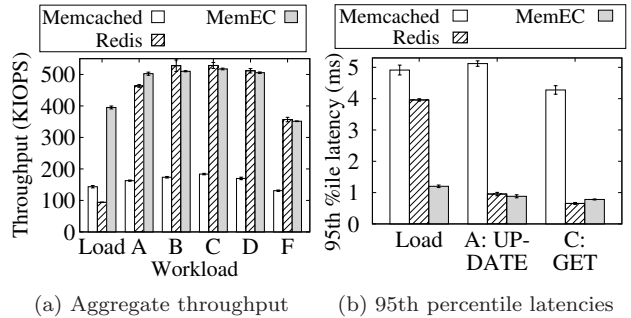 Memcached MemEC
Redis
Throughput (KIOPS)
500
400
300
200
100
0
Load A B C D F
Workload
(a) Aggregate throughput
Memcached MemEC
Redis
95th %ile latency (ms)
5
4
3
2
1
0
Load A: UP- C:
DATE GET
(b) 95th percentile latencies